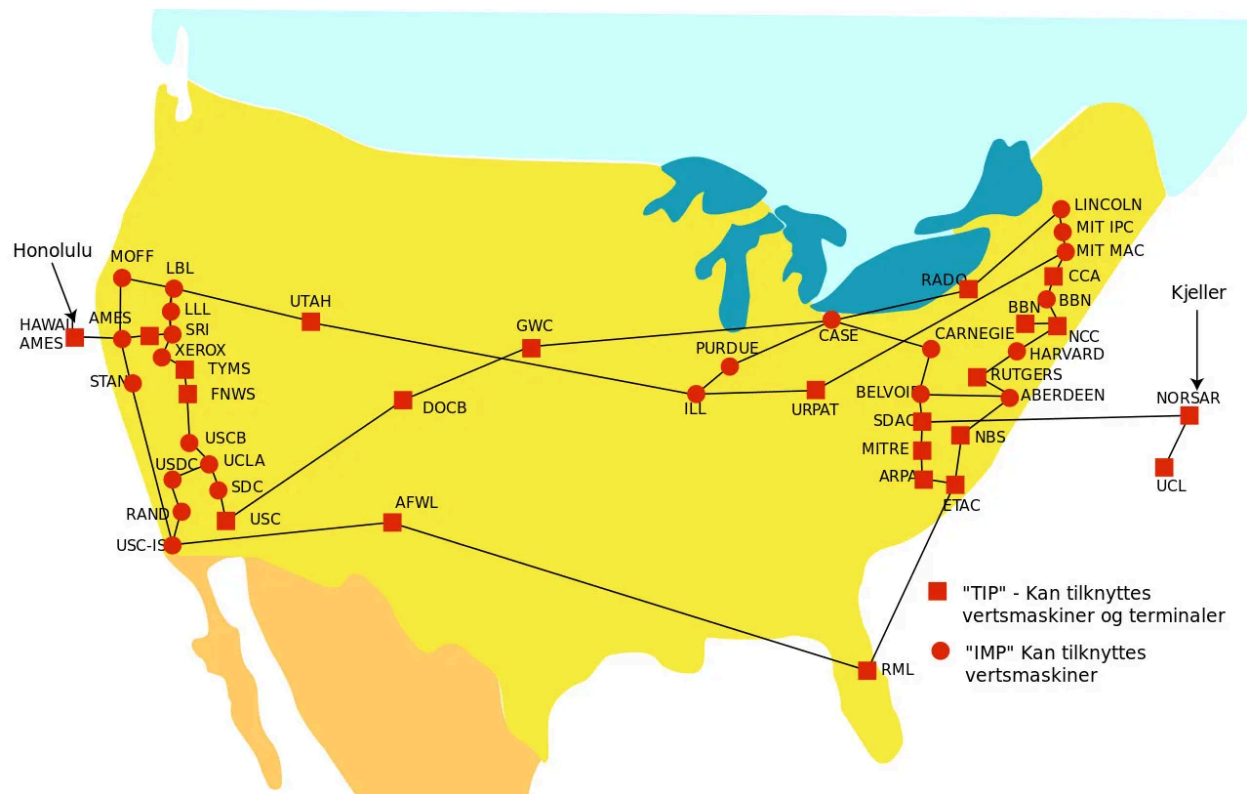 LINCOLN
MIT IPC
MIT MAC
Honolulu
MOFF
LBL
CCA
RADO
Kjeller
UTAH
LLL
BBN
BBN
HAWAII
AMES
AMES
SRI
GWC
CASE
CARNEGIE
NCC
XEROX
PURDUE
HARVARD
TYMS
RUTGERS
STAN
FNWS
DOCB
ILL
URPAT
BELVOIF
ABERDEEN
NORSAR
SDAC
USCB
MITRE
NBS
USDC
UCLA
SDC
ARPA
UCL
RAND
USC
AFWL
ETAC
USC-IS
"TIP" - Kan tilknyttes
vertsmaskiner og terminaler
"IMP" Kan tilknyttes
vertsmaskiner
RML